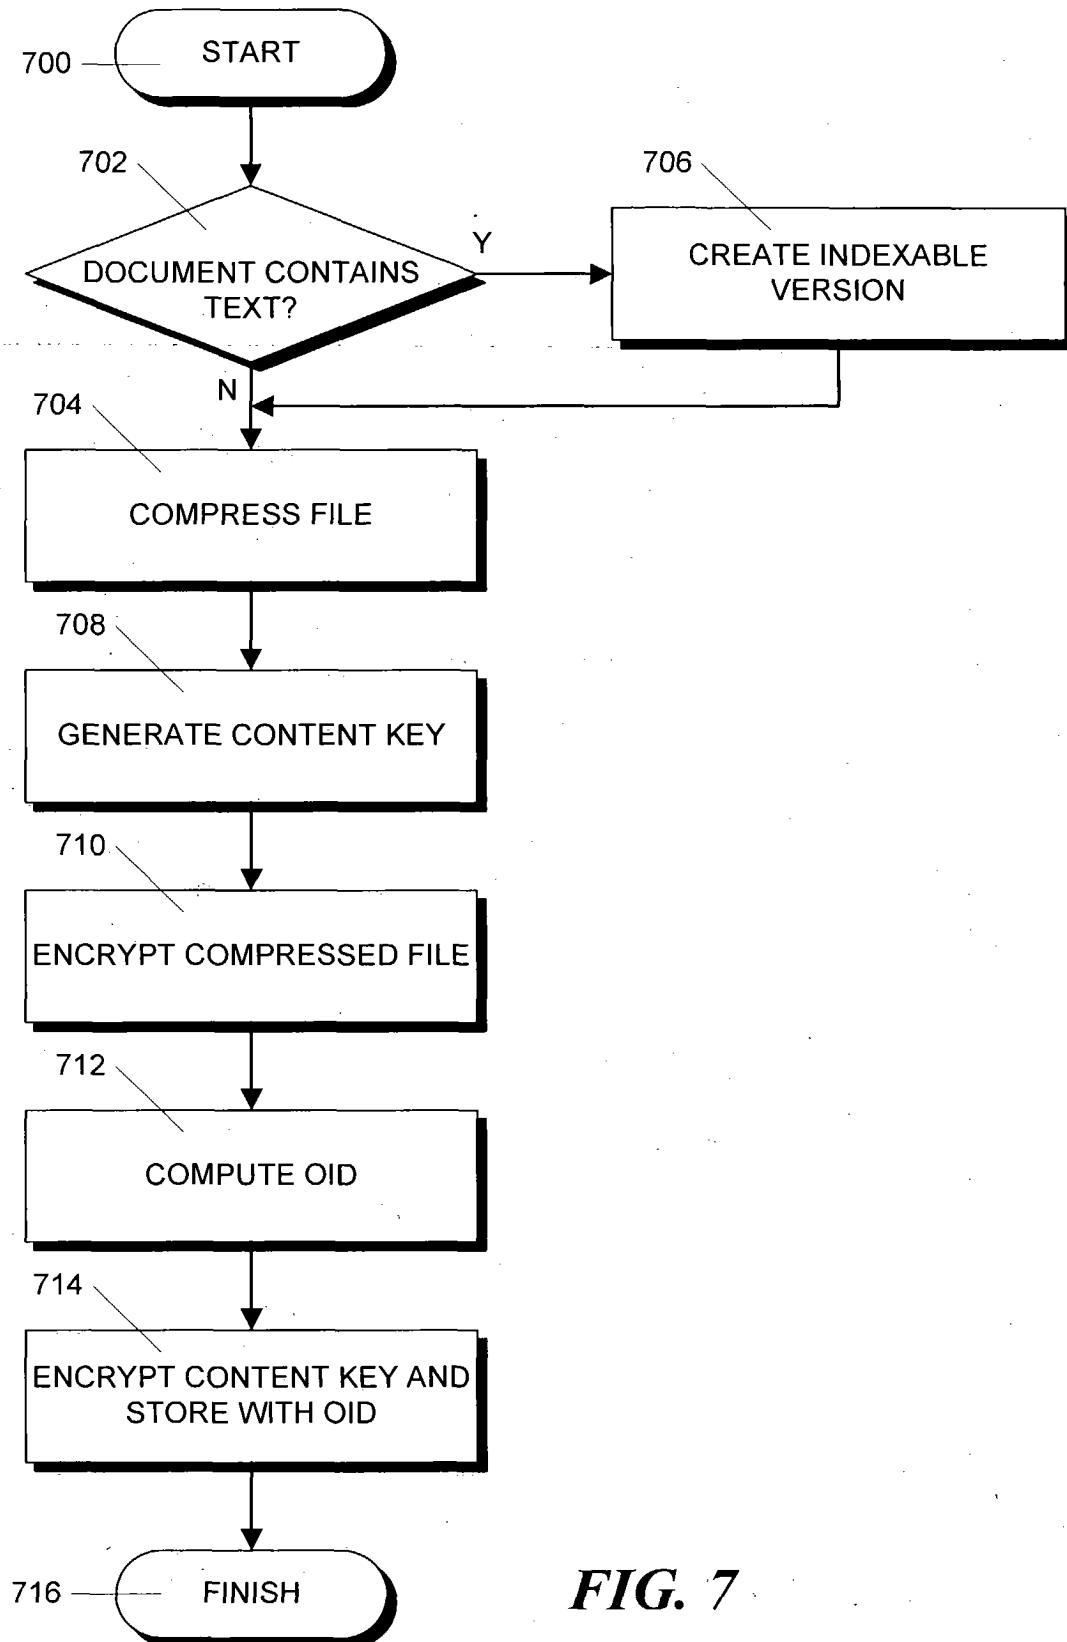 700
START
702
706
DOCUMENT CONTAINS
TEXT?
Y
CREATE INDEXABLE
VERSION
N
704
COMPRESS FILE
708
GENERATE CONTENT KEY
710
ENCRYPT COMPRESSED FILE
712
COMPUTE OID
714
ENCRYPT CONTENT KEY AND
STORE WITH OID
716
FINISH
FIG. 7